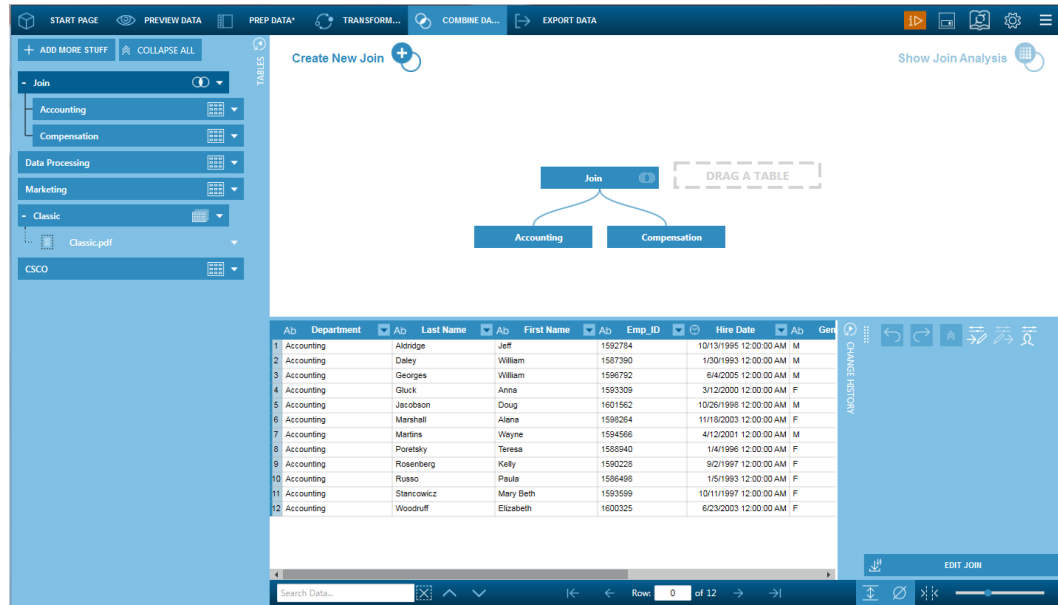 START PAGE PREVIEW DATA PREP DATA* TRANSFORM... COMBINE DA... EXPORT DATA
+ ADD MORE STUFF COLLAPSE ALL
TABLES
- Join
Accounting
Compensation
Data Processing
Marketing
- Classic
Classic.pdf
CSCO
Create New Join
Show Join Analysis
Join
DRAG A TABLE
Accounting Compensation
Ab Department Ab Last Name Ab First Name Ab Emp_ID Hire Date Ab Gen
1 Accounting Aldridge Jeff 1592784 10/13/1995 12:00:00 AM M
2 Accounting Daley William 1587390 1/30/1993 12:00:00 AM M
3 Accounting Georges William 1596792 6/4/2005 12:00:00 AM M
4 Accounting Gluck Anna 1593309 3/12/2000 12:00:00 AM F
5 Accounting Jacobson Doug 1601562 10/26/1998 12:00:00 AM M
6 Accounting Marshall Alana 1598264 11/18/2003 12:00:00 AM F
7 Accounting Martins Wayne 1594566 4/12/2001 12:00:00 AM M
8 Accounting Poretsky Teresa 1588940 1/4/1996 12:00:00 AM F
9 Accounting Rosenberg Kelly 1590228 9/2/1997 12:00:00 AM F
10 Accounting Russo Paula 1586498 1/5/1993 12:00:00 AM F
11 Accounting Stancowicz Mary Beth 1593599 10/11/1997 12:00:00 AM F
12 Accounting Woodruff Elizabeth 1600325 6/23/2003 12:00:00 AM F
CHANGE HISTORY
EDIT JOIN
Search Data... Row: 0 of 12